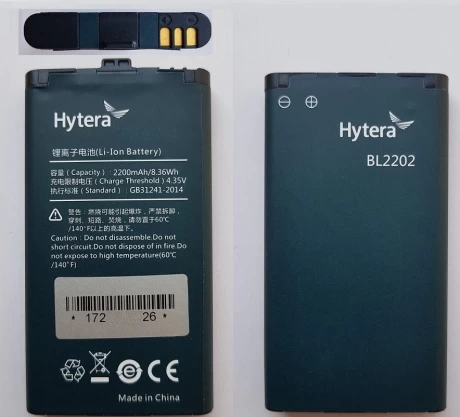 Hytera
锂离子电池(Li-Ion Battery)
容量(Capacity)：2200mAh/8.36Wh
充电限制电压(Charge Threshold) 4.35V
执行标准(Standard)：GB31241-2014
警告：燃烧可能引起爆炸，严禁拆卸，
穿刺、短路、焚烧，请勿置于60℃
/140°F以上的高温下。
Caution：Do not disassemble.Do not
short circuit.Do not dispose of in fire.Do
not expose to high temperature(60℃
/140°F)
* 172 26 *
CE
Made in China
Hytera
BL2202